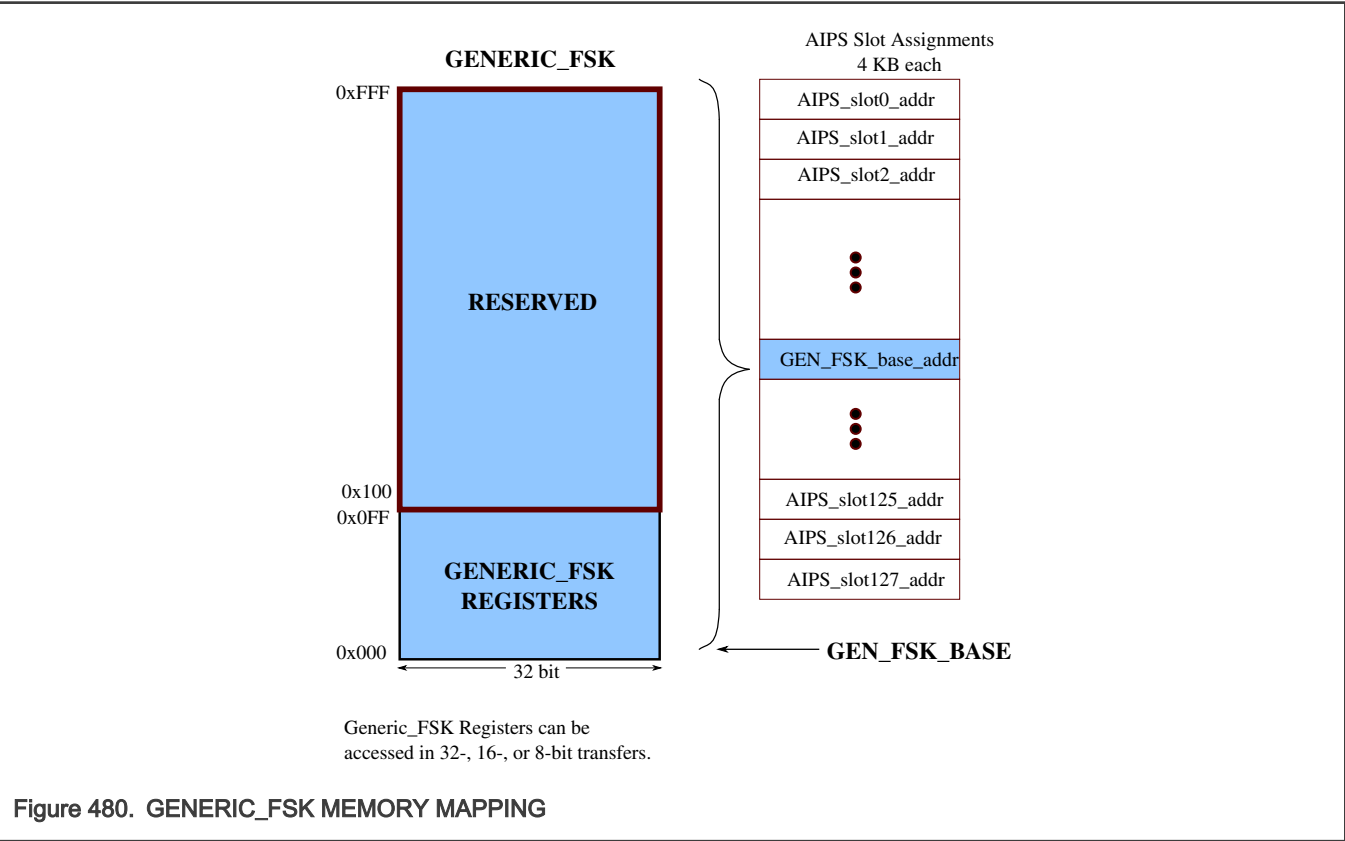 GENERIC_FSK
0xFFF
RESERVED
0x100
0x0FF
GENERIC_FSK
REGISTERS
0x000
32 bit
AIPS Slot Assignments
4 KB each
AIPS_slot0_addr
AIPS_slot1_addr
AIPS_slot2_addr
GEN_FSK_base_addr
AIPS_slot125_addr
AIPS_slot126_addr
AIPS_slot127_addr
GEN_FSK_BASE
Generic_FSK Registers can be
accessed in 32-, 16-, or 8-bit transfers.
Figure 480. GENERIC_FSK MEMORY MAPPING